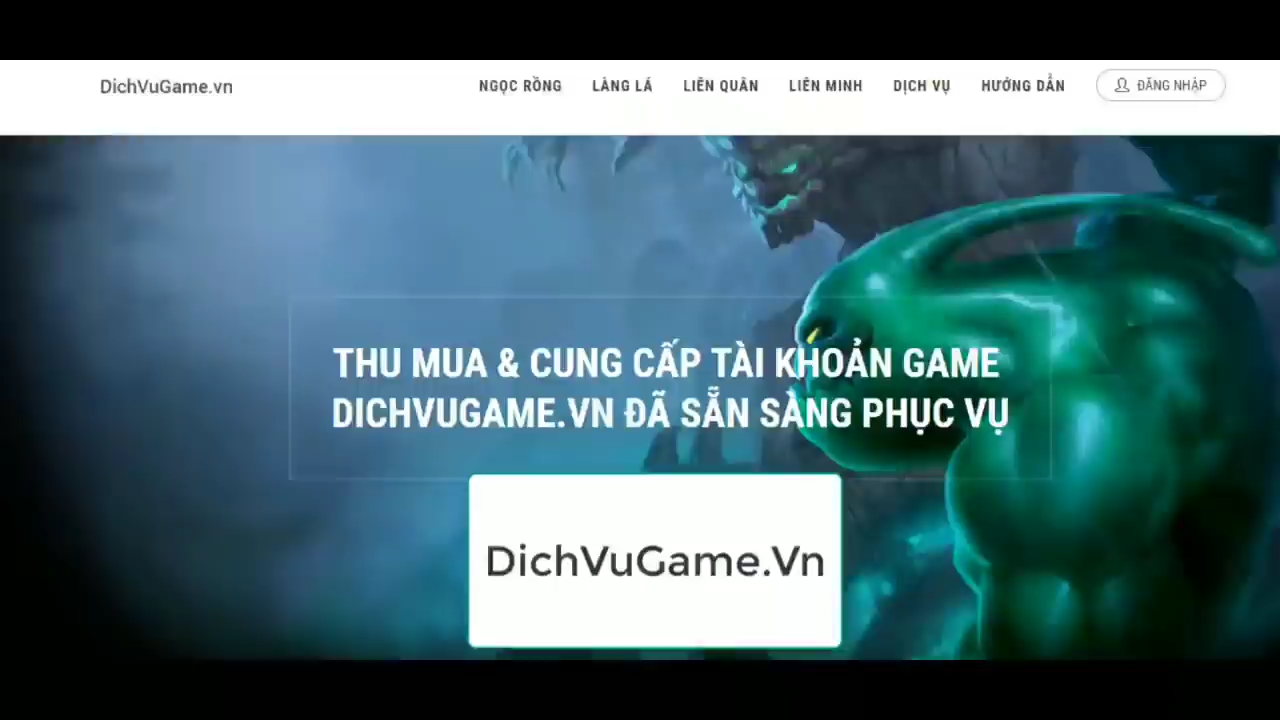 DichVuGame.vn
NGỌC RỒNG LÀNG LÁ LIÊN QUÂN LIÊN MINH DỊCH VỤ HƯỚNG DẪN ĐĂNG NHẬP
THU MUA & CUNG CẤP TÀI KHOẢN GAME
DICHVUGAME.VN ĐÃ SẴN SÀNG PHỤC VỤ
DichVuGame.Vn